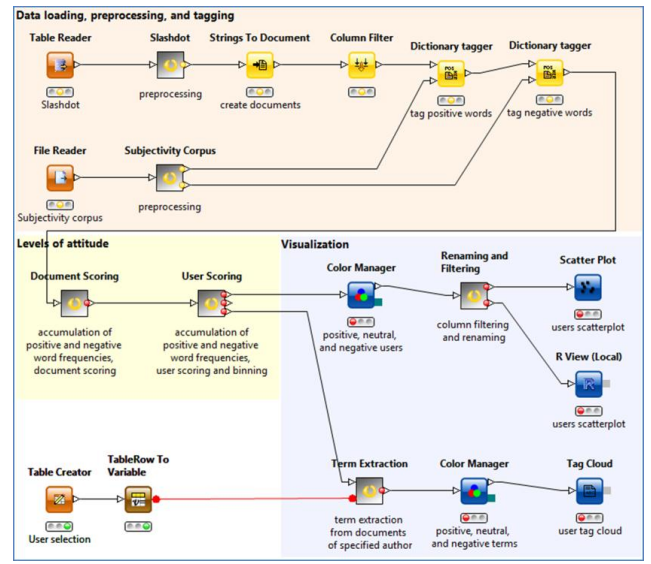 Data loading, preprocessing, and tagging
Table Reader
Slashdot
Strings To Document
Column Filter
Dictionary tagger
Dictionary tagger
POS
POS
Slashdot
preprocessing
create documents
tag positive words
tag negative words
File Reader
Subjectivity Corpus
Subjectivity corpus
preprocessing
Levels of attitude
Document Scoring
User Scoring
accumulation of
positive and negative
word frequencies,
document scoring
accumulation of
positive and negative
word frequencies,
user scoring and binning
Visualization
Color Manager
Renaming and
Filtering
Scatter Plot
positive, neutral,
and negative users
column filtering
and renaming
users scatterplot
R View (Local)
R
users scatterplot
Table Creator
TableRow To
Variable
User selection
Term Extraction
Color Manager
Tag Cloud
term extraction
from documents
of specified author
positive, neutral,
and negative terms
user tag cloud